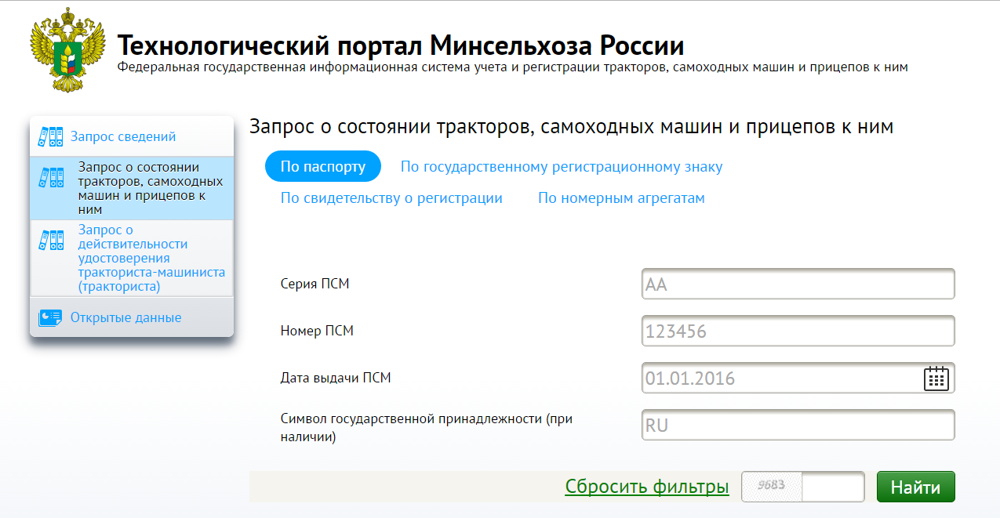 Технологический портал Минсельхоза России
Федеральная государственная информационная система учета и регистрации тракторов, самоходных машин и прицепов к ним
Запрос сведений
Запрос о состоянии
тракторов, самоходных
машин и прицепов к
ним
Запрос о
действительности
удостоверения
тракториста-машиниста
(тракториста)
Открытые данные
Запрос о состоянии тракторов, самоходных машин и прицепов к ним
По паспорту
По государственному регистрационному знаку
По свидетельству о регистрации
По номерным агрегатам
Серия ПСМ
АА
Номер ПСМ
123456
Дата выдачи ПСМ
01.01.2016
Символ государственной принадлежности (при
наличии)
RU
Сбросить фильтры
9683
Найти